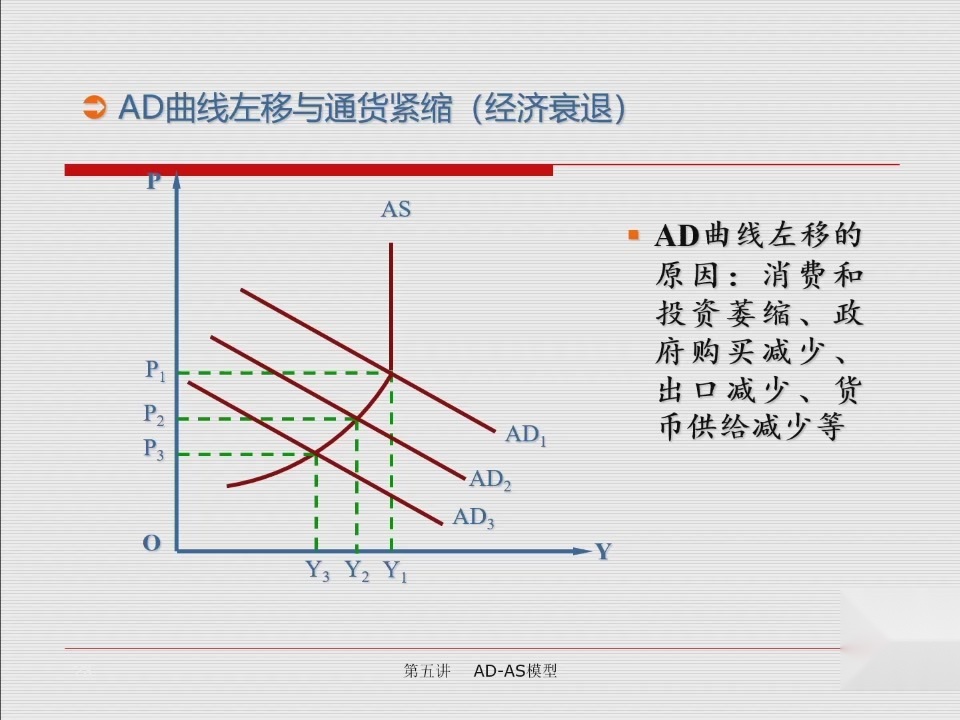 AD曲线左移与通货紧缩（经济衰退）
P
AS
AD曲线左移的
原因：消费和
投资萎缩、政
府购买减少、
出口减少、货
币供给减少等
P₁
P₂
P₃
AD₁
AD₂
AD₃
O
Y
Y₃ Y₂ Y₁
第五讲 AD-AS模型